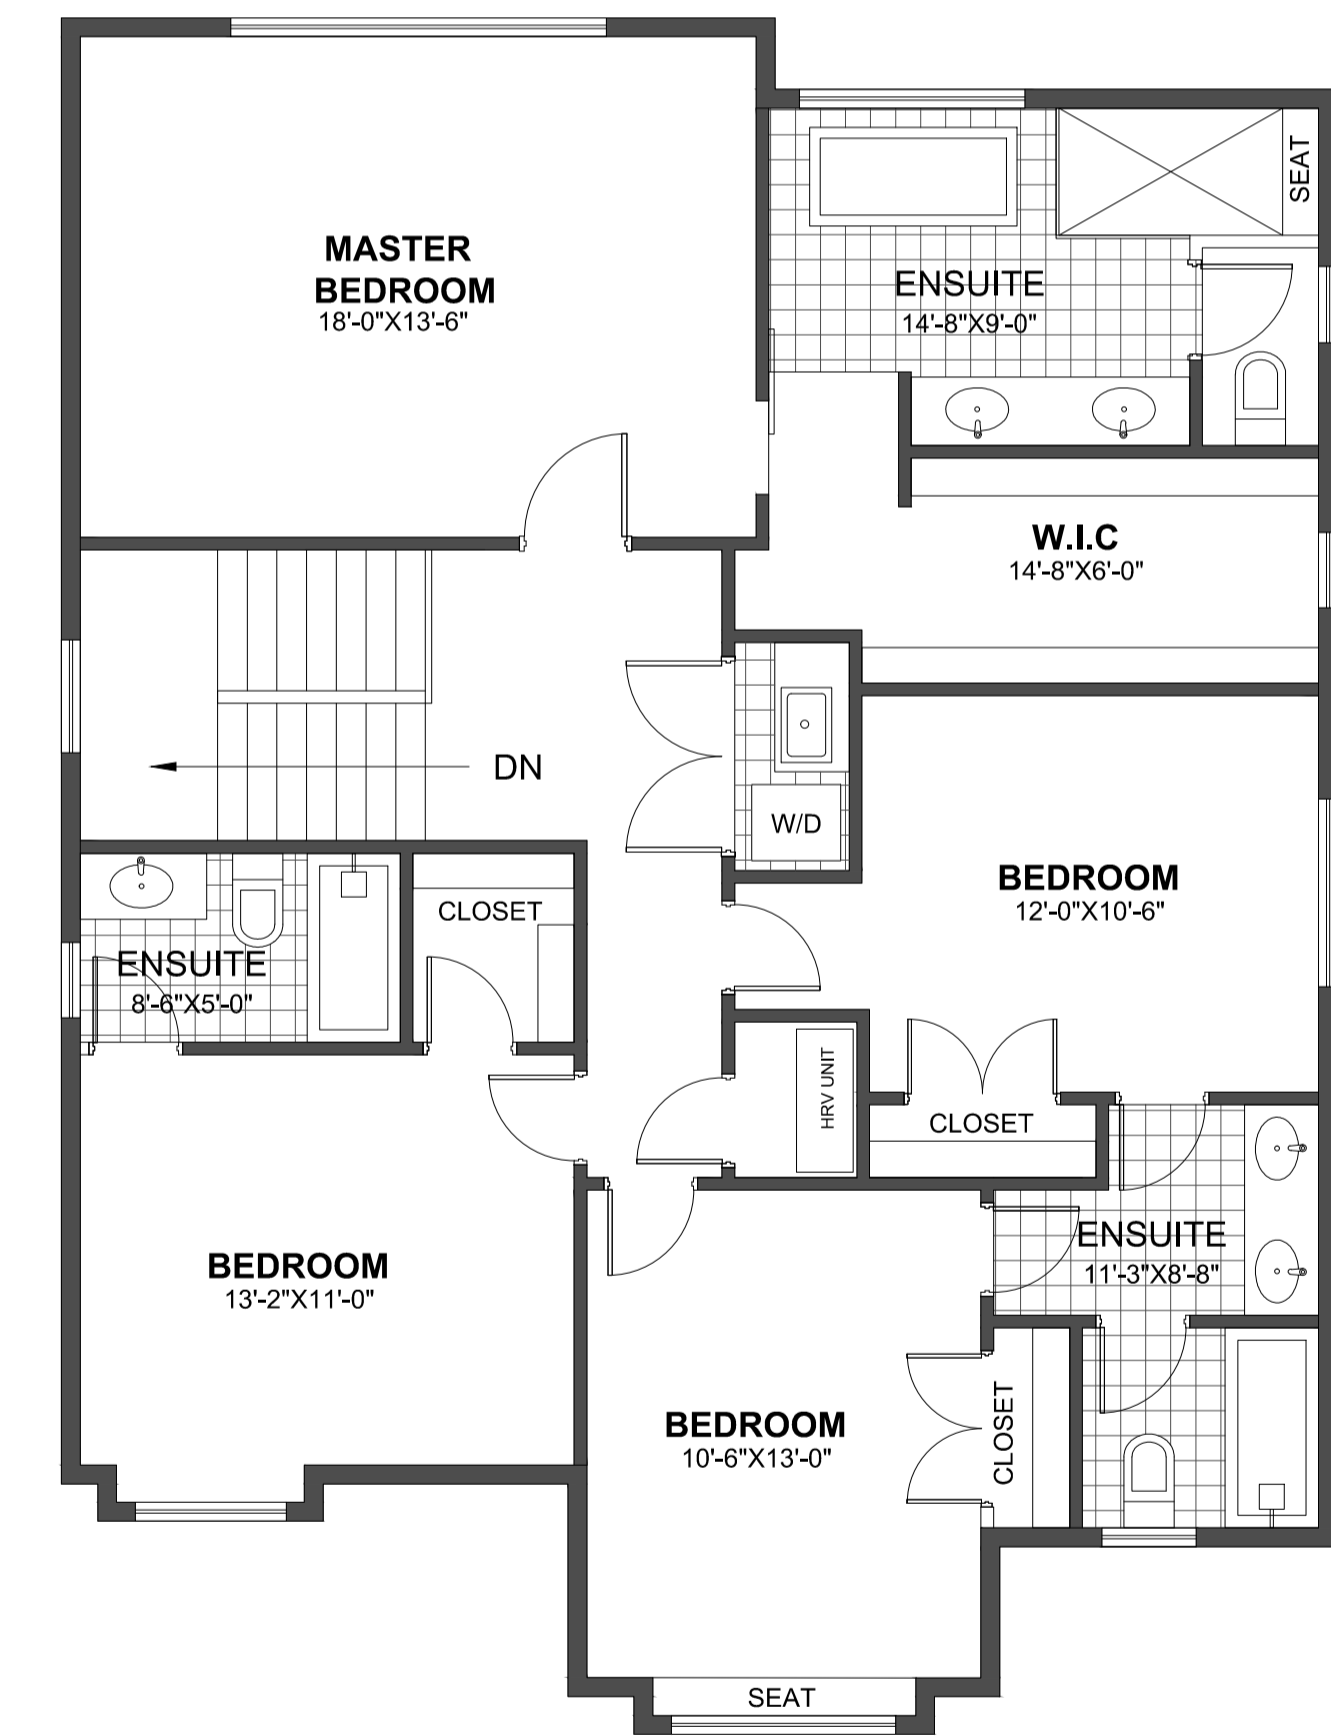 SEAT
MASTER
BEDROOM
18'-0"X13'-6"
ENSUITE
14'-8"X9'-0"
W.I.C
14'-8"X6'-0"
DN
W/D
BEDROOM
12'-0"X10'-6"
CLOSET
ENSUITE
8'-6"X5'-0"
HRV UNIT
CLOSET
ENSUITE
11'-3"X8'-8"
BEDROOM
13'-2"X11'-0"
BEDROOM
10'-6"X13'-0"
CLOSET
SEAT